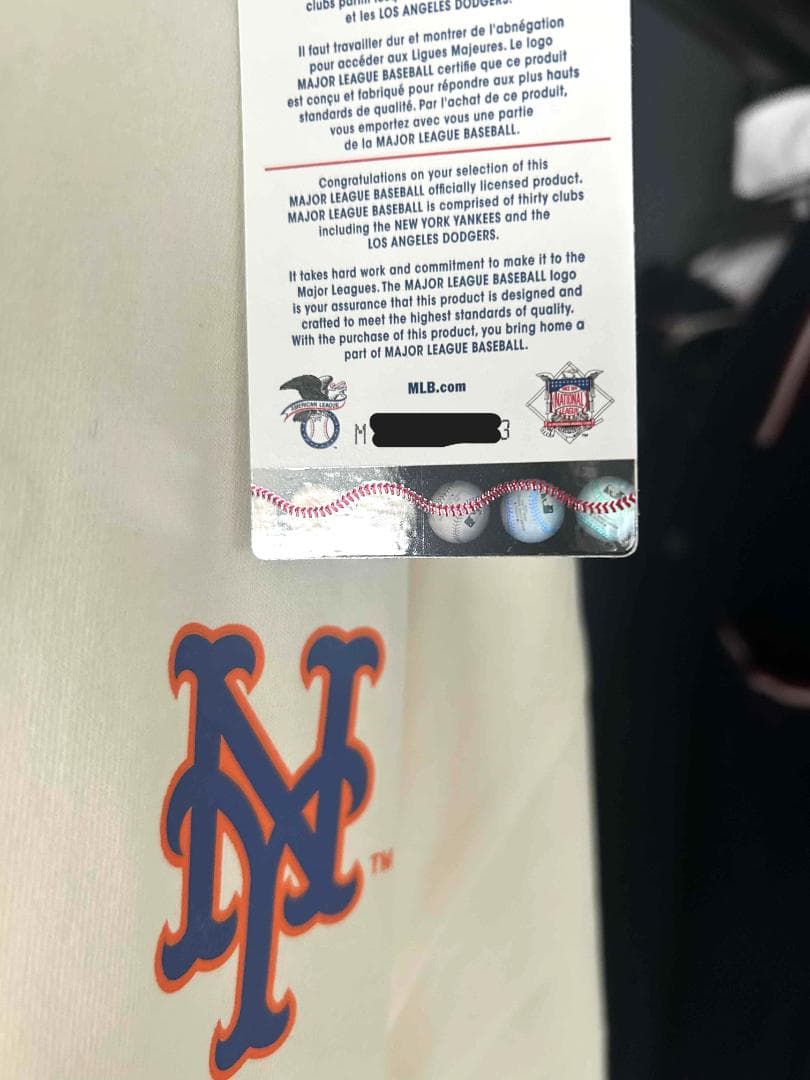 clubs
et les LOS ANGELES DODGERS.
Il faut travailler dur et montrer de l'abnégation
pour accéder aux Ligues Majeures. Le logo
MAJOR LEAGUE BASEBALL certifie que ce produit
est conçu et fabriqué pour répondre aux plus hauts
standards de qualité. Par l'achat de ce produit,
vous emportez avec vous une partie
de la MAJOR LEAGUE BASEBALL.
Congratulations on your selection of this
MAJOR LEAGUE BASEBALL officially licensed product.
MAJOR LEAGUE BASEBALL is comprised of thirty clubs
including the NEW YORK YANKEES and the
LOS ANGELES DODGERS.
It takes hard work and commitment to make it to the
Major Leagues. The MAJOR LEAGUE BASEBALL logo
is your assurance that this product is designed and
crafted to meet the highest standards of quality.
With the purchase of this product, you bring home a
part of MAJOR LEAGUE BASEBALL.
MLB.com
AMERICAN LEAGUE
NATIONAL
LEAGUE
M 3
NY
TM